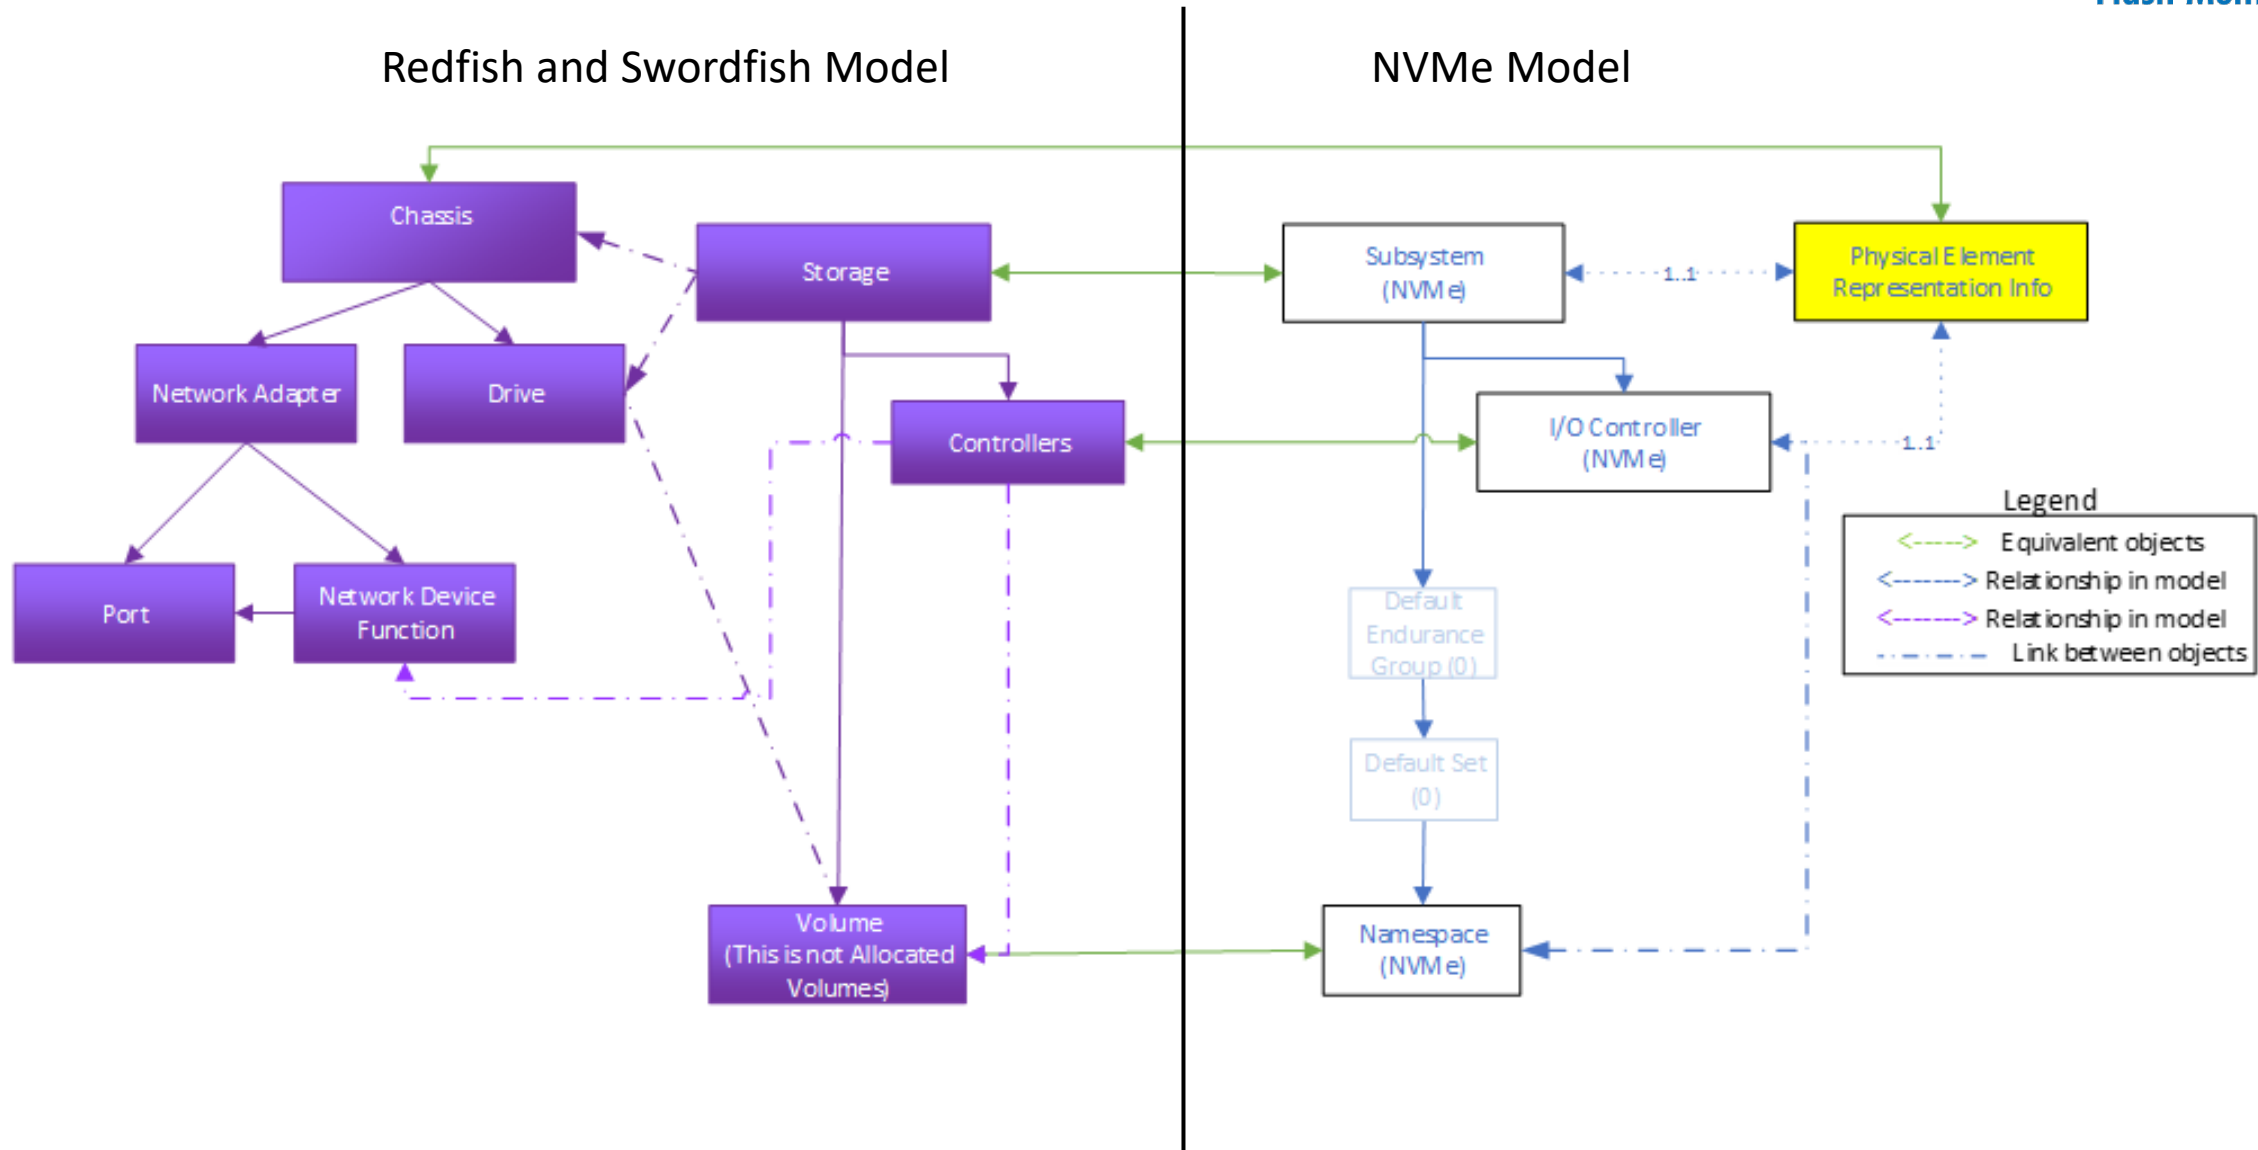 Redfish and Swordfish Model
NVMe Model
Chassis
Storage
Subsystem
(NVMe)
1..1
Physical Element
Representation Info
Network Adapter
Drive
Controllers
I/O Controller
(NVMe)
1..1
Legend
Equivalent objects
Relationship in model
Relationship in model
Link between objects
Port
Network Device
Function
Default
Endurance
Group (0)
Default Set
(0)
Volume
(This is not Allocated
Volumes)
Namespace
(NVMe)